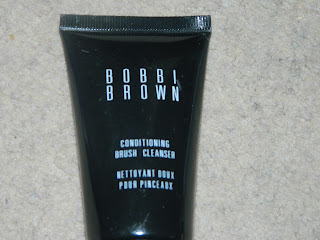 BOBBI
BROWN
CONDITIONING
BRUSH CLEANSER
NETTOYANT DOUX
POUR PINCEAUX